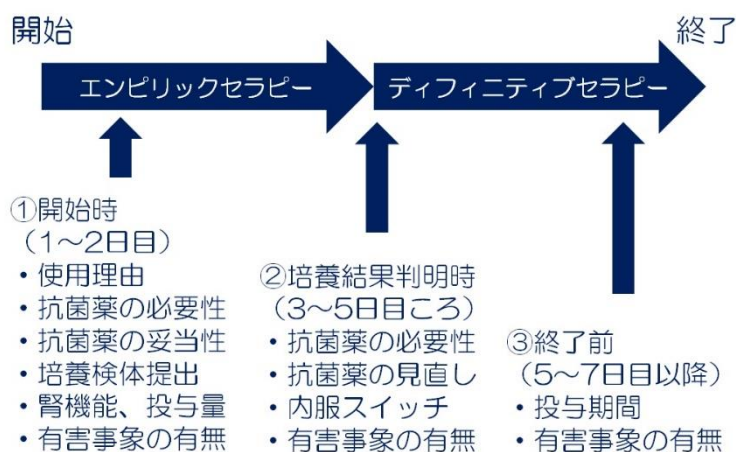 開始
終了
エンピリックセラピー
ディフィニティブセラピー
①開始時
（1～2日目）
・使用理由
・抗菌薬の必要性
・抗菌薬の妥当性
・培養検体提出
・腎機能、投与量
・有害事象の有無
②培養結果判明時
（3～5日目ころ）
・抗菌薬の必要性
・抗菌薬の見直し
・内服スイッチ
・有害事象の有無
③終了前
（5～7日目以降）
・投与期間
・有害事象の有無